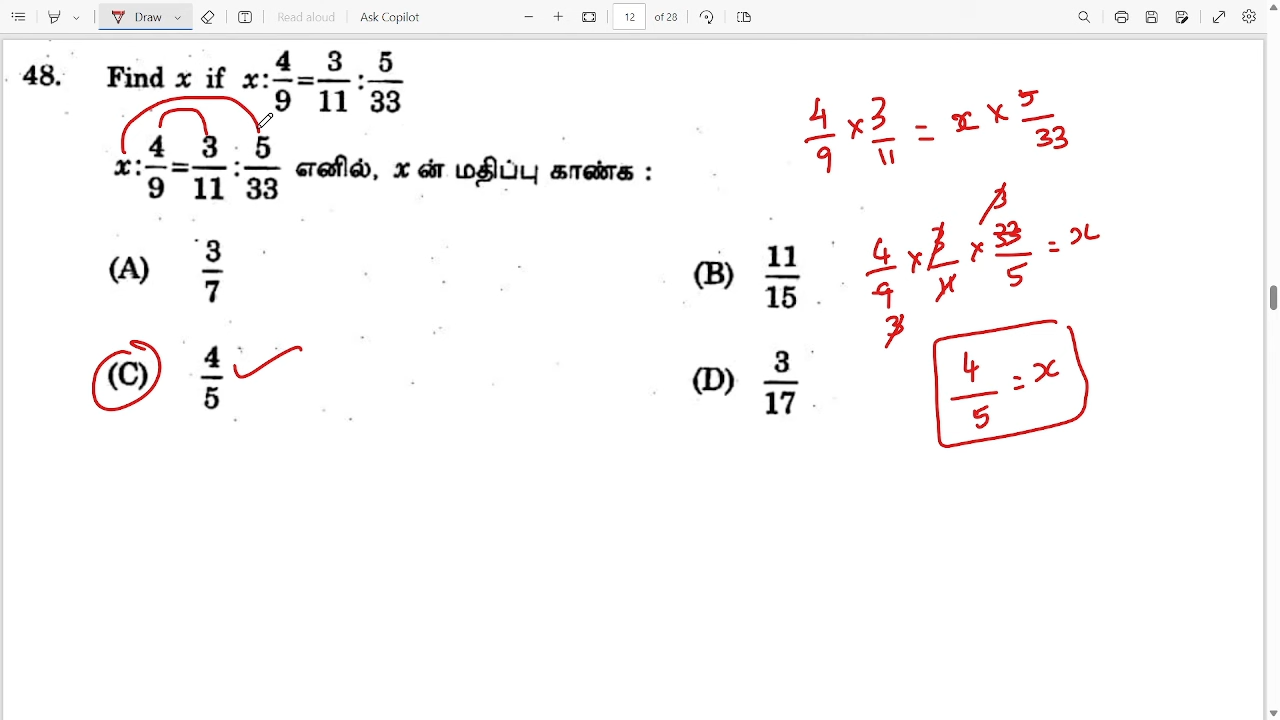 Draw Read aloud Ask Copilot 12 of 28
48. Find x if x : 4/9 = 3/11 : 5/33
x : 4/9 = 3/11 : 5/33 எனில், x ன் மதிப்பு காண்க :
(A) 3/7
(B) 11/15
(C) 4/5
(D) 3/17
4/9 × 3/11 = x × 5/33
4/9 × 3/11 × 33/5 = x
3
3
4/5 = x